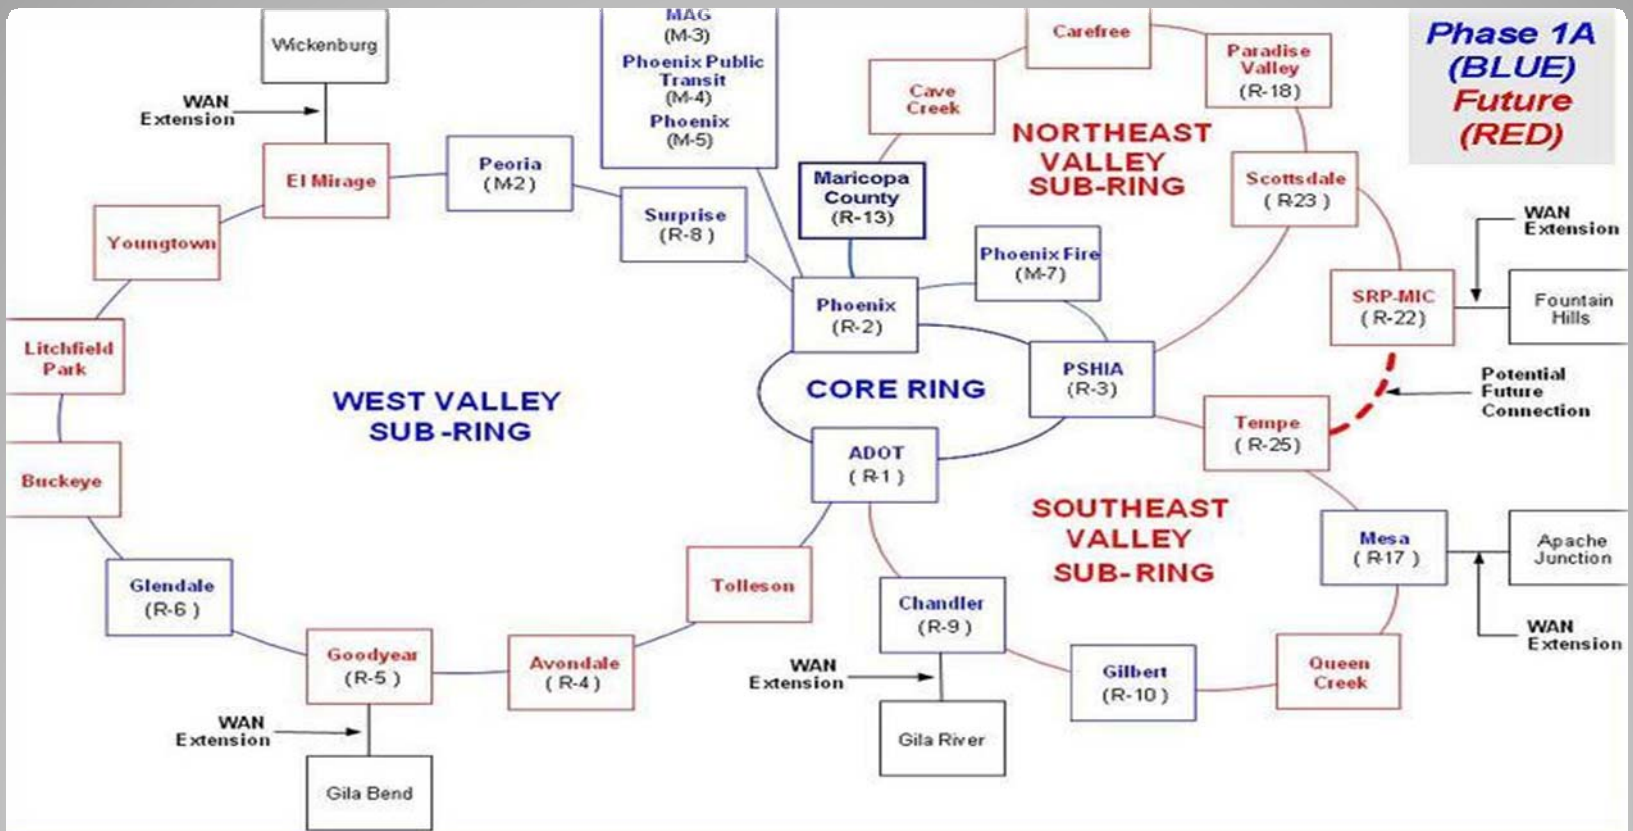 Wickenburg
WAN
Extension
MAG
(M-3)
Phoenix Public
Transit
(M-4)
Phoenix
(M-5)
Carefree
Cave
Creek
Paradise
Valley
(R-18)
Phase 1A
(BLUE)
Future
(RED)
NORTHEAST
VALLEY
SUB-RING
El Mirage
Peoria
(M-2)
Surprise
(R-8 )
Maricopa
County
(R-13)
Scottsdale
( R-23 )
WAN
Extension
Youngtown
Phoenix Fire
(M-7)
Phoenix
(R-2)
SRP-MIC
( R-22)
Fountain
Hills
Litchfield
Park
WEST VALLEY
SUB-RING
CORE RING
PSHIA
(R-3)
Potential
Future
Connection
Tempe
( R-25)
ADOT
( R-1 )
Buckeye
SOUTHEAST
VALLEY
SUB-RING
Mesa
( R-17 )
Apache
Junction
WAN
Extension
Glendale
(R-6 )
Tolleson
Chandler
(R-9 )
Goodyear
(R-5 )
Avondale
( R-4 )
WAN
Extension
Gilbert
(R-10 )
Queen
Creek
WAN
Extension
Gila River
Gila Bend